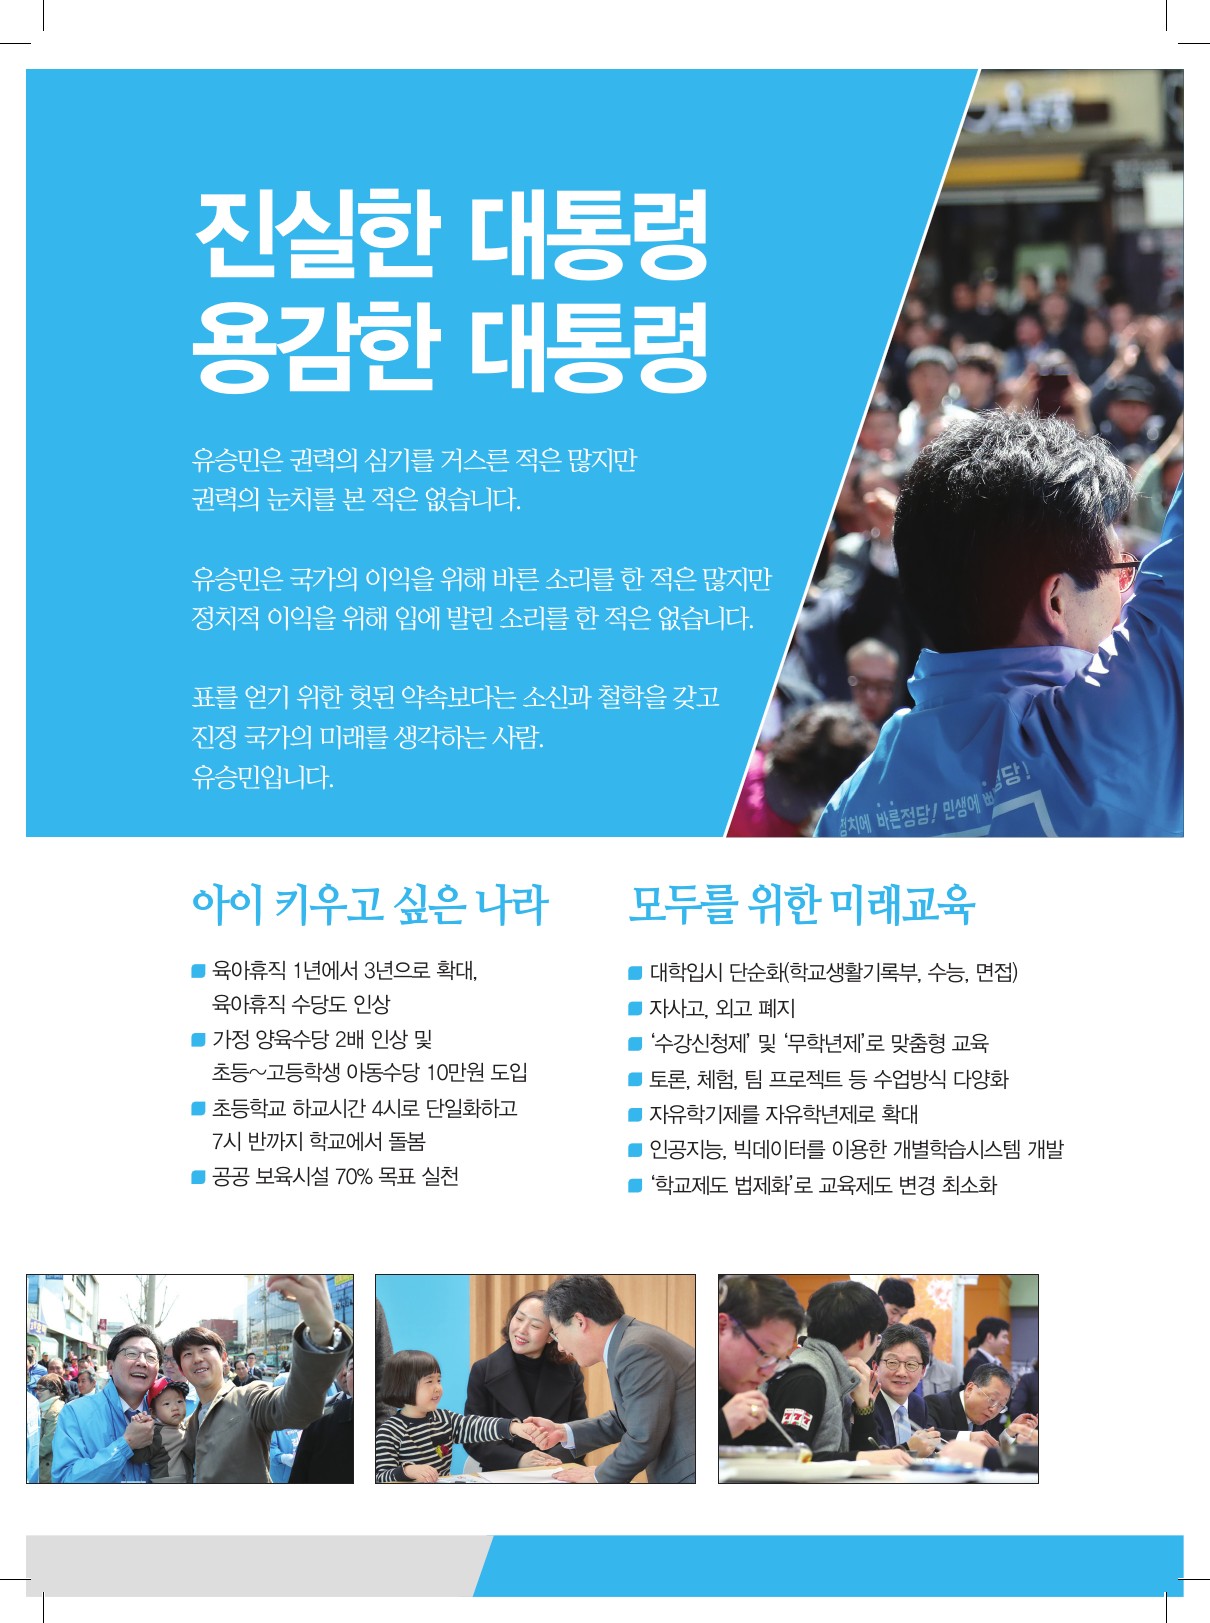 진실한 대통령
용감한 대통령
유승민은 권력의 심기를 거스른 적은 많지만
권력의 눈치를 본 적은 없습니다.
유승민은 국가의 이익을 위해 바른 소리를 한 적은 많지만
정치적 이익을 위해 입에 발린 소리를 한 적은 없습니다.
표를 얻기 위한 헛된 약속보다는 소신과 철학을 갖고
진정 국가의 미래를 생각하는 사람.
유승민입니다.
정치에 바른정당! 민생에
아이 키우고 싶은 나라
육아휴직 1년에서 3년으로 확대,
육아휴직 수당도 인상
가정 양육수당 2배 인상 및
초등~고등학생 아동수당 10만원 도입
초등학교 하교시간 4시로 단일화하고
7시 반까지 학교에서 돌봄
공공 보육시설 70% 목표 실천
모두를 위한 미래교육
대학입시 단순화(학교생활기록부, 수능, 면접)
자사고, 외고 폐지
‘수강신청제’ 및 ‘무학년제’로 맞춤형 교육
토론, 체험, 팀 프로젝트 등 수업방식 다양화
자유학기제를 자유학년제로 확대
인공지능, 빅데이터를 이용한 개별학습시스템 개발
‘학교제도 법제화’로 교육제도 변경 최소화